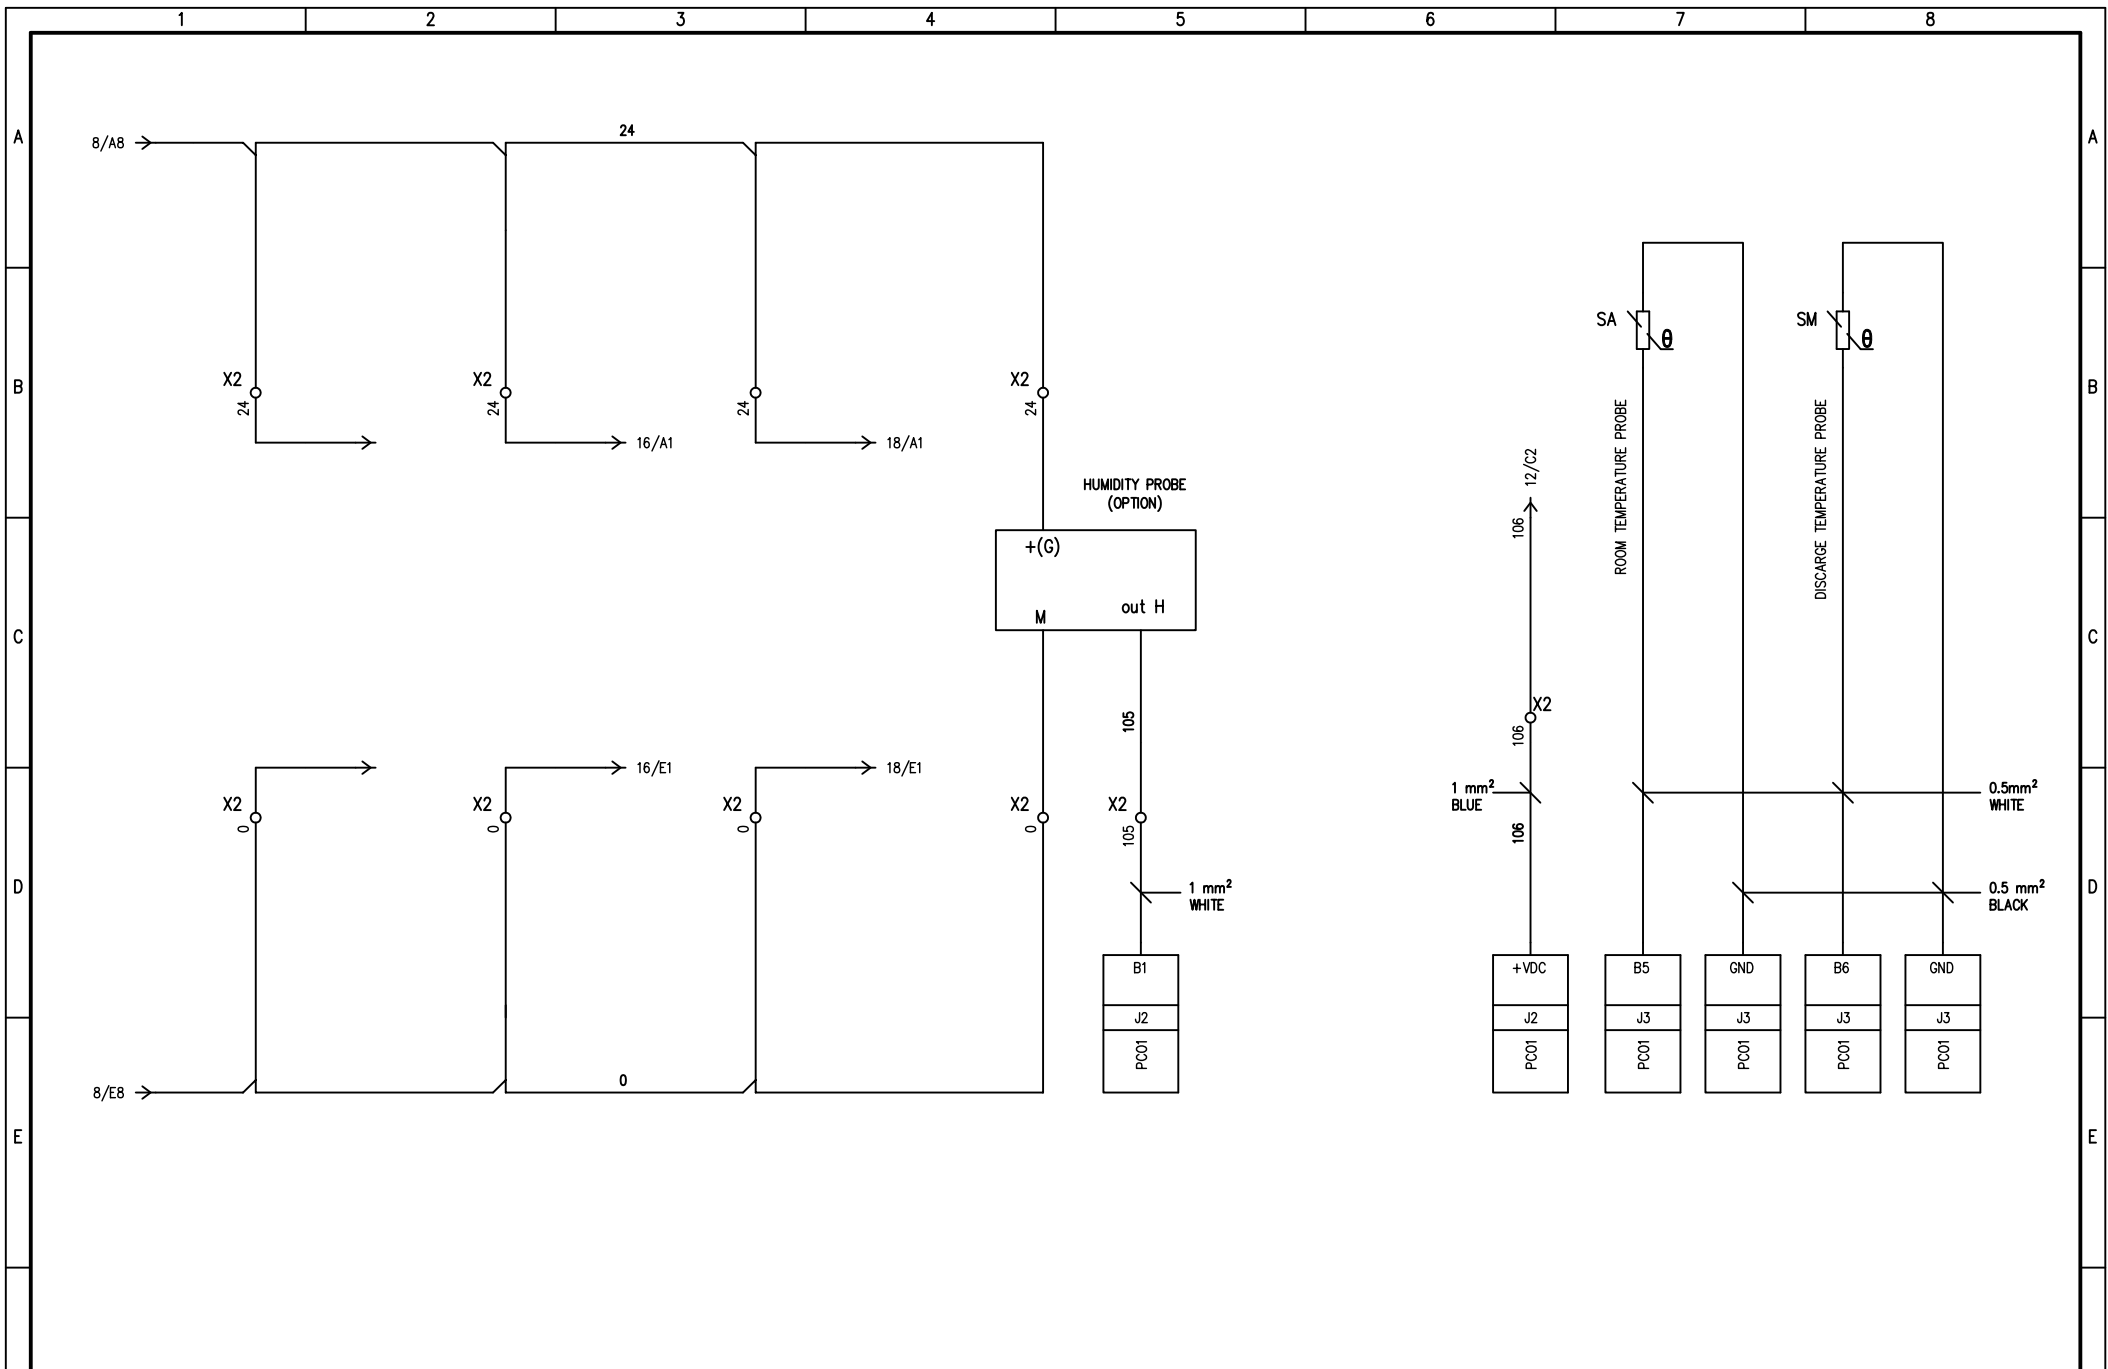 1 2 3 4 5 6 7 8
A A
24
8/A8
SA θ
SM θ
X2 X2 X2
B B
24 24 24 24
16/A1 18/A1
ROOM TEMPERATURE PROBE
DISCARGE TEMPERATURE PROBE
12/C2
106
HUMIDITY PROBE
(OPTION)
+(G)
M out H
C C
105
X2
106
16/E1 18/E1
X2 X2 X2 X2 X2
0 0 0 0 105
1 mm²
BLUE
106
0.5mm²
WHITE
D D
1 mm²
WHITE
0.5 mm²
BLACK
B1 +VDC B5 GND B6 GND
J2 J2 J3 J3 J3 J3
PC01 PC01 PC01 PC01 PC01 PC01
0
8/E8
E E